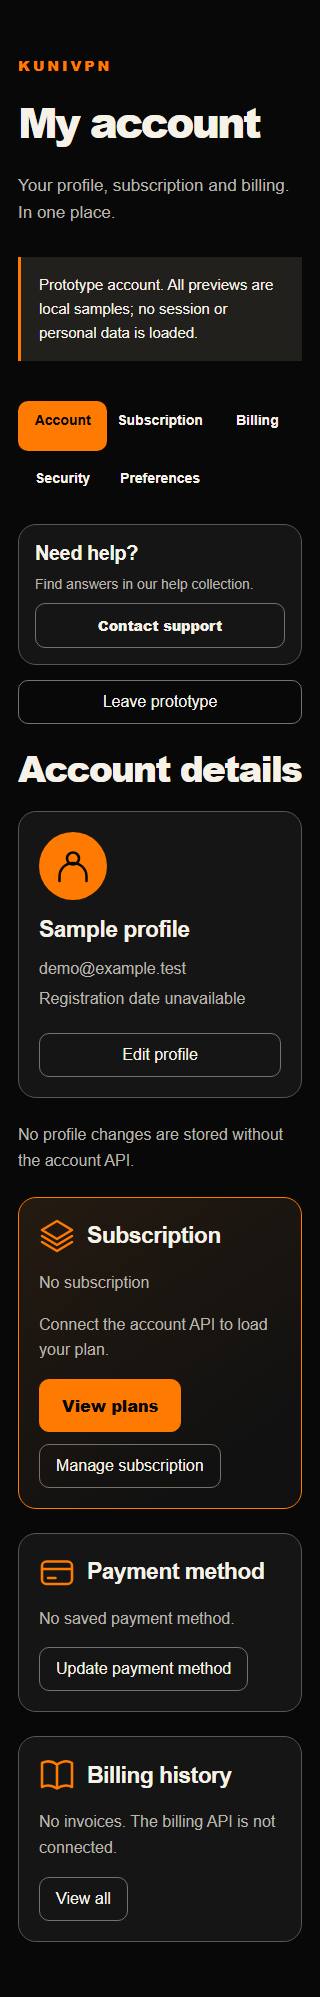 KUNIVPN
My account
Your profile, subscription and billing.
In one place.
Prototype account. All previews are
local samples; no session or
personal data is loaded.
Account
Subscription
Billing
Security
Preferences
Need help?
Find answers in our help collection.
Contact support
Leave prototype
Account details
Sample profile
demo@example.test
Registration date unavailable
Edit profile
No profile changes are stored without
the account API.
Subscription
No subscription
Connect the account API to load
your plan.
View plans
Manage subscription
Payment method
No saved payment method.
Update payment method
Billing history
No invoices. The billing API is not
connected.
View all